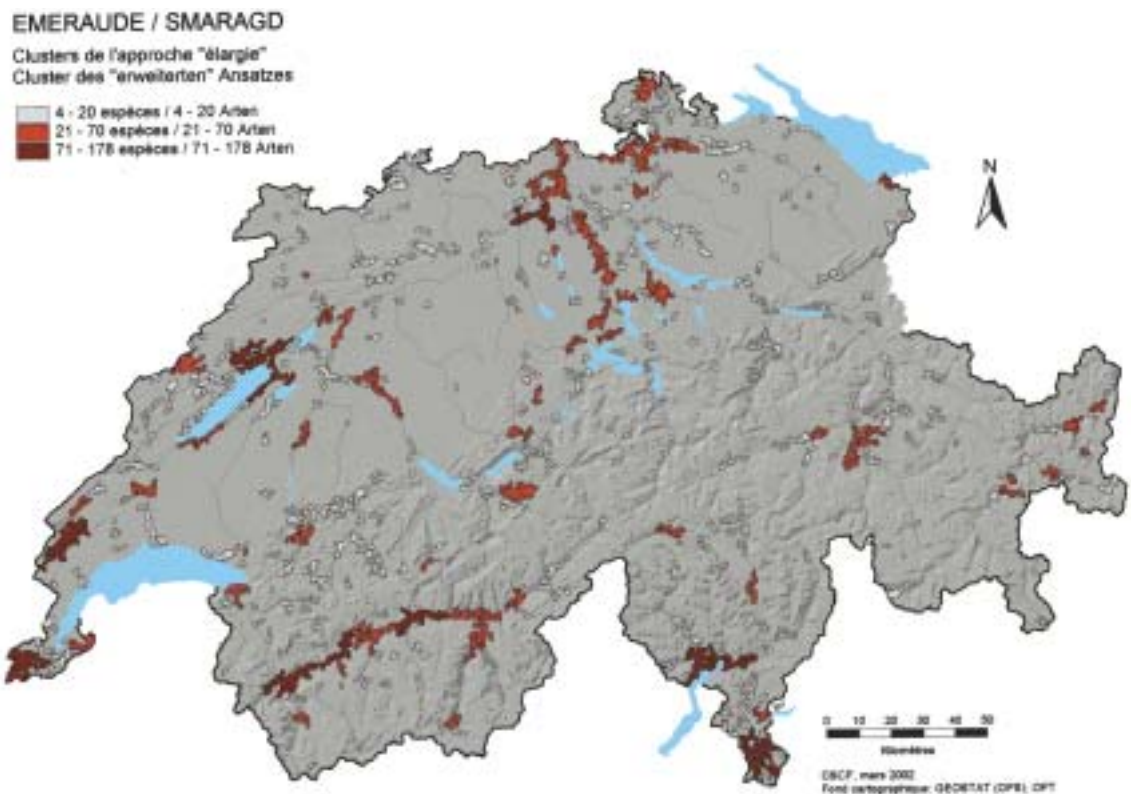 EMERAUDE / SMARAGD
Clusters de l'approche "élargie"
Cluster des "erweiterten" Ansatzes
4 - 20 espèces / 4 - 20 Arten
21 - 70 espèces / 21 - 70 Arten
71 - 178 espèces / 71 - 178 Arten
N
0 10 20 30 40 50
Kilomètres
CSCF, mars 2002
Fond cartographique: GEOSTAT (OFS), OFT